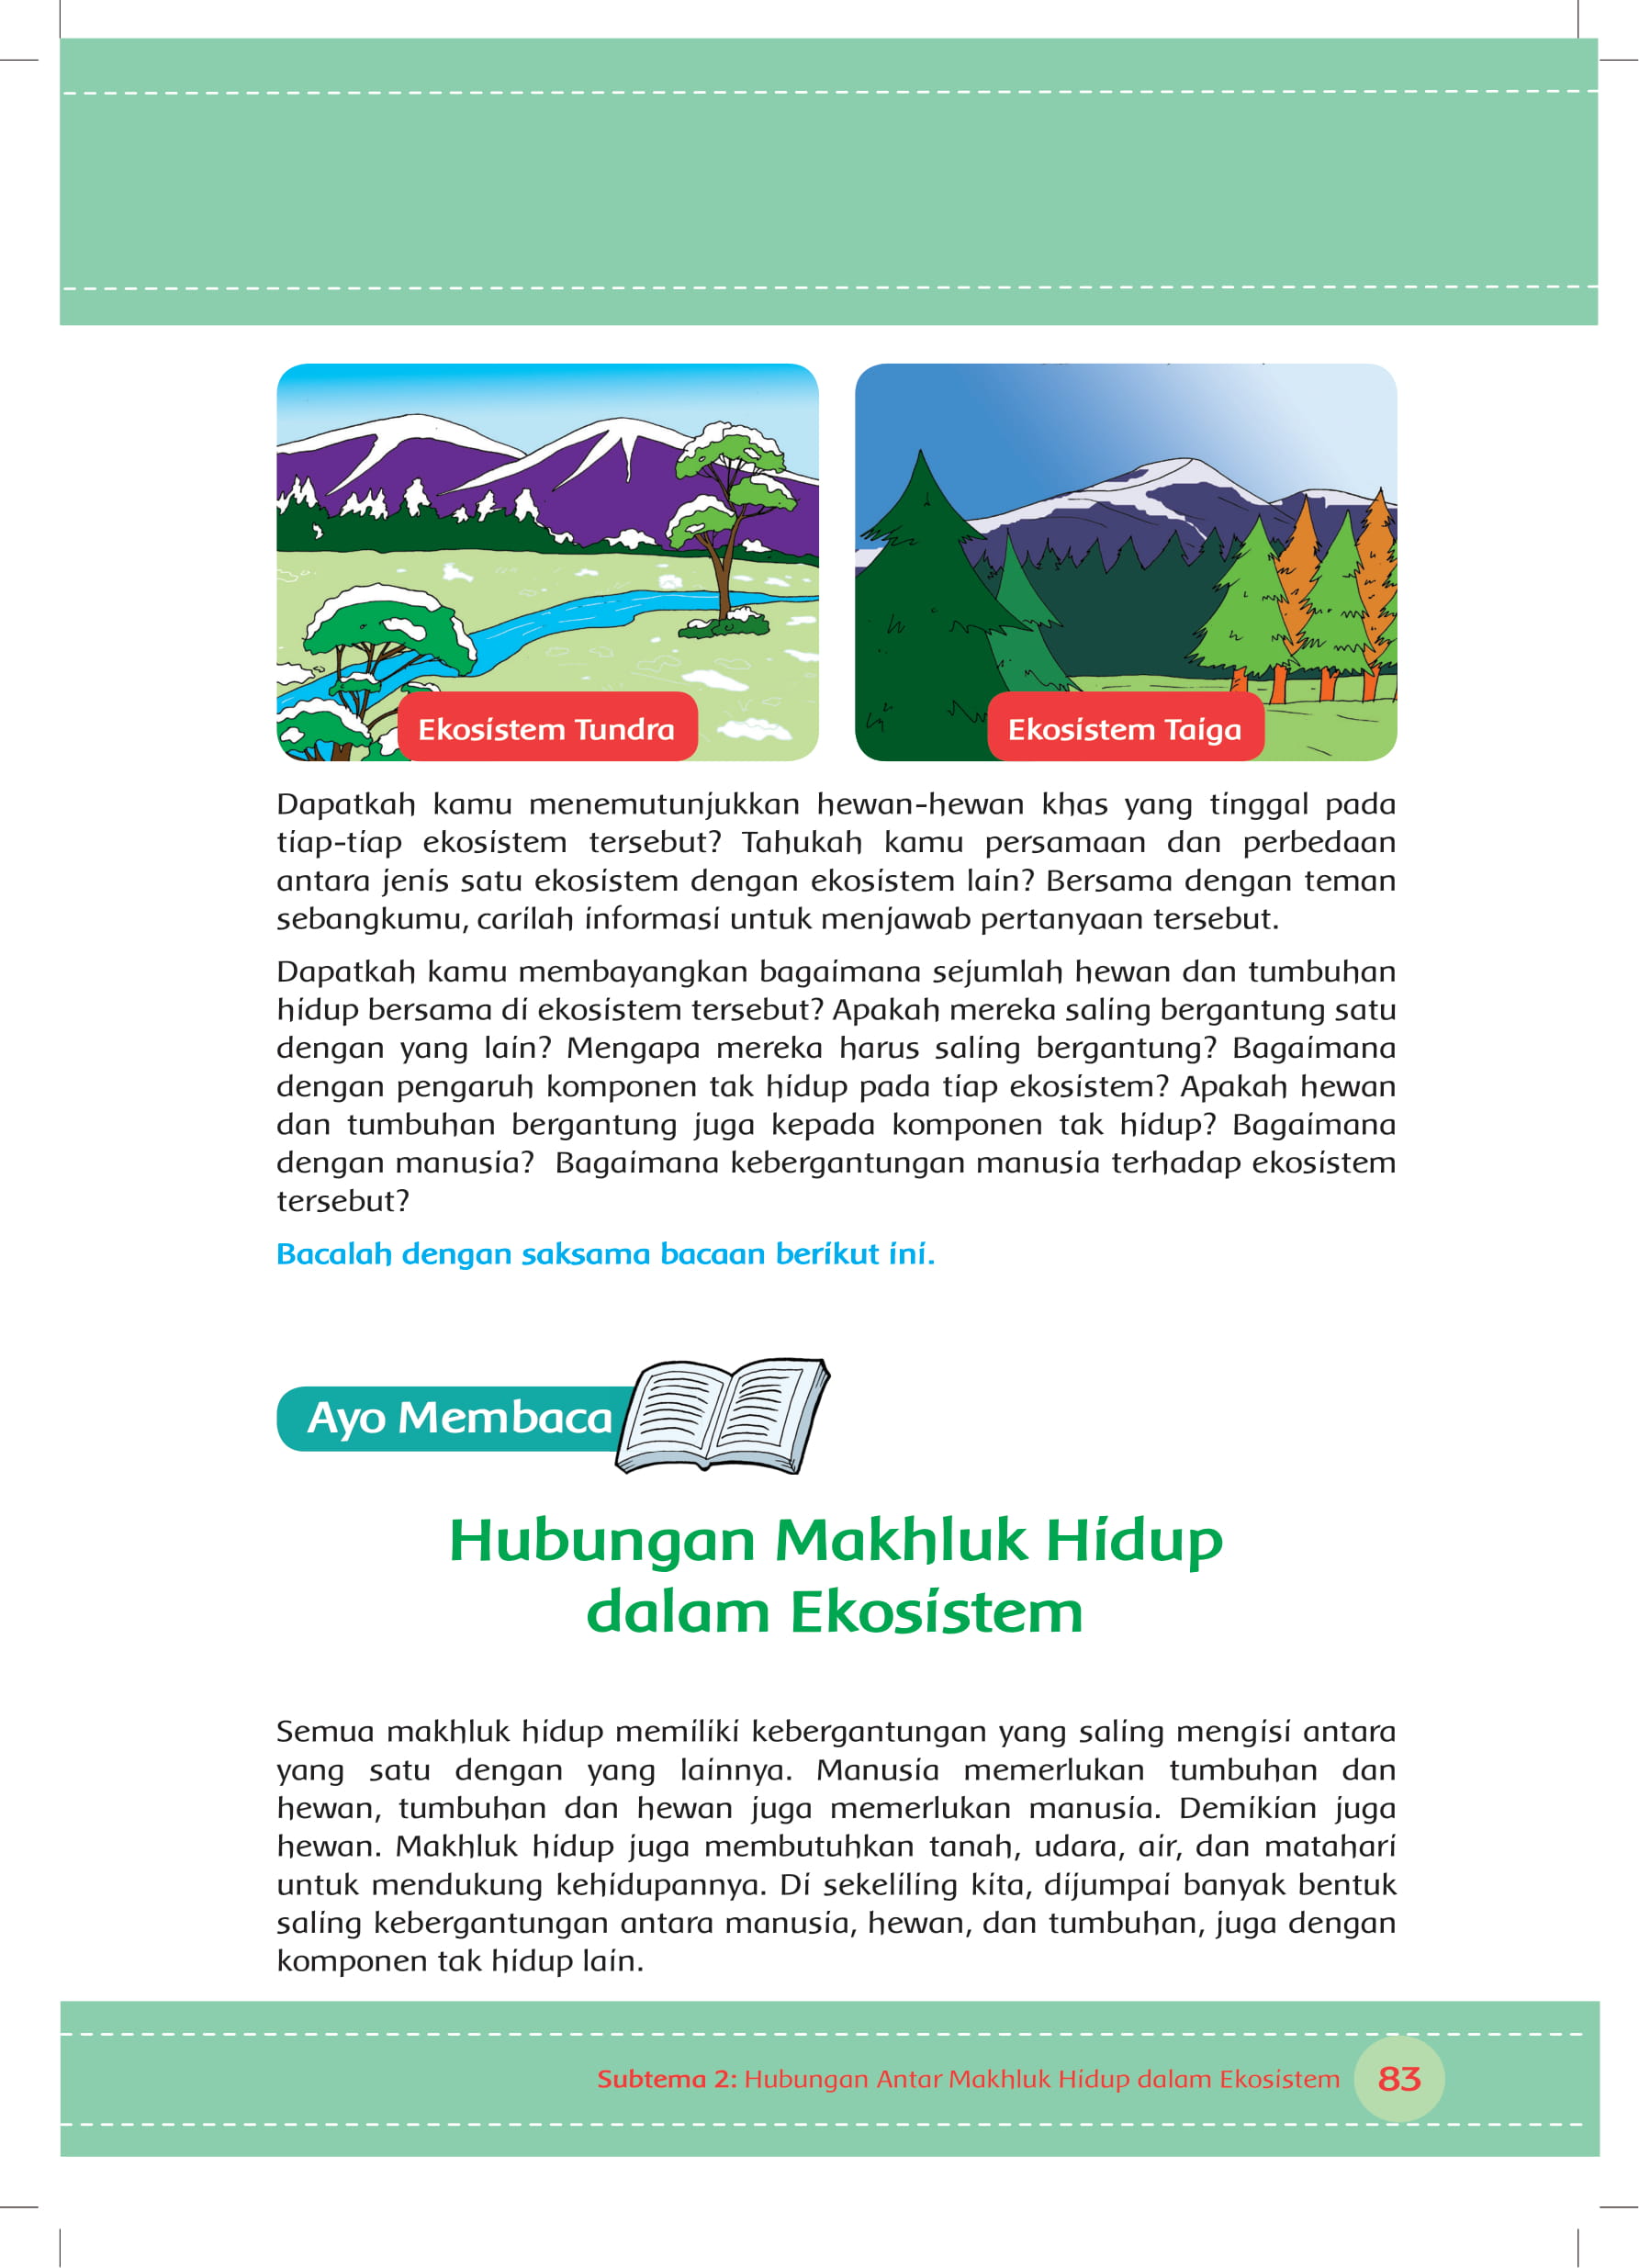 Ekosistem Tundra
Ekosistem Taiga
Dapatkah kamu menemutunjukkan hewan-hewan khas yang tinggal pada
tiap-tiap ekosistem tersebut? Tahukah kamu persamaan dan perbedaan
antara jenis satu ekosistem dengan ekosistem lain? Bersama dengan teman
sebangkumu, carilah informasi untuk menjawab pertanyaan tersebut.
Dapatkah kamu membayangkan bagaimana sejumlah hewan dan tumbuhan
hidup bersama di ekosistem tersebut? Apakah mereka saling bergantung satu
dengan yang lain? Mengapa mereka harus saling bergantung? Bagaimana
dengan pengaruh komponen tak hidup pada tiap ekosistem? Apakah hewan
dan tumbuhan bergantung juga kepada komponen tak hidup? Bagaimana
dengan manusia? Bagaimana kebergantungan manusia terhadap ekosistem
tersebut?
Bacalah dengan saksama bacaan berikut ini.
Ayo Membaca
Hubungan Makhluk Hidup
dalam Ekosistem
Semua makhluk hidup memiliki kebergantungan yang saling mengisi antara
yang satu dengan yang lainnya. Manusia memerlukan tumbuhan dan
hewan, tumbuhan dan hewan juga memerlukan manusia. Demikian juga
hewan. Makhluk hidup juga membutuhkan tanah, udara, air, dan matahari
untuk mendukung kehidupannya. Di sekeliling kita, dijumpai banyak bentuk
saling kebergantungan antara manusia, hewan, dan tumbuhan, juga dengan
komponen tak hidup lain.
Subtema 2: Hubungan Antar Makhluk Hidup dalam Ekosistem 83